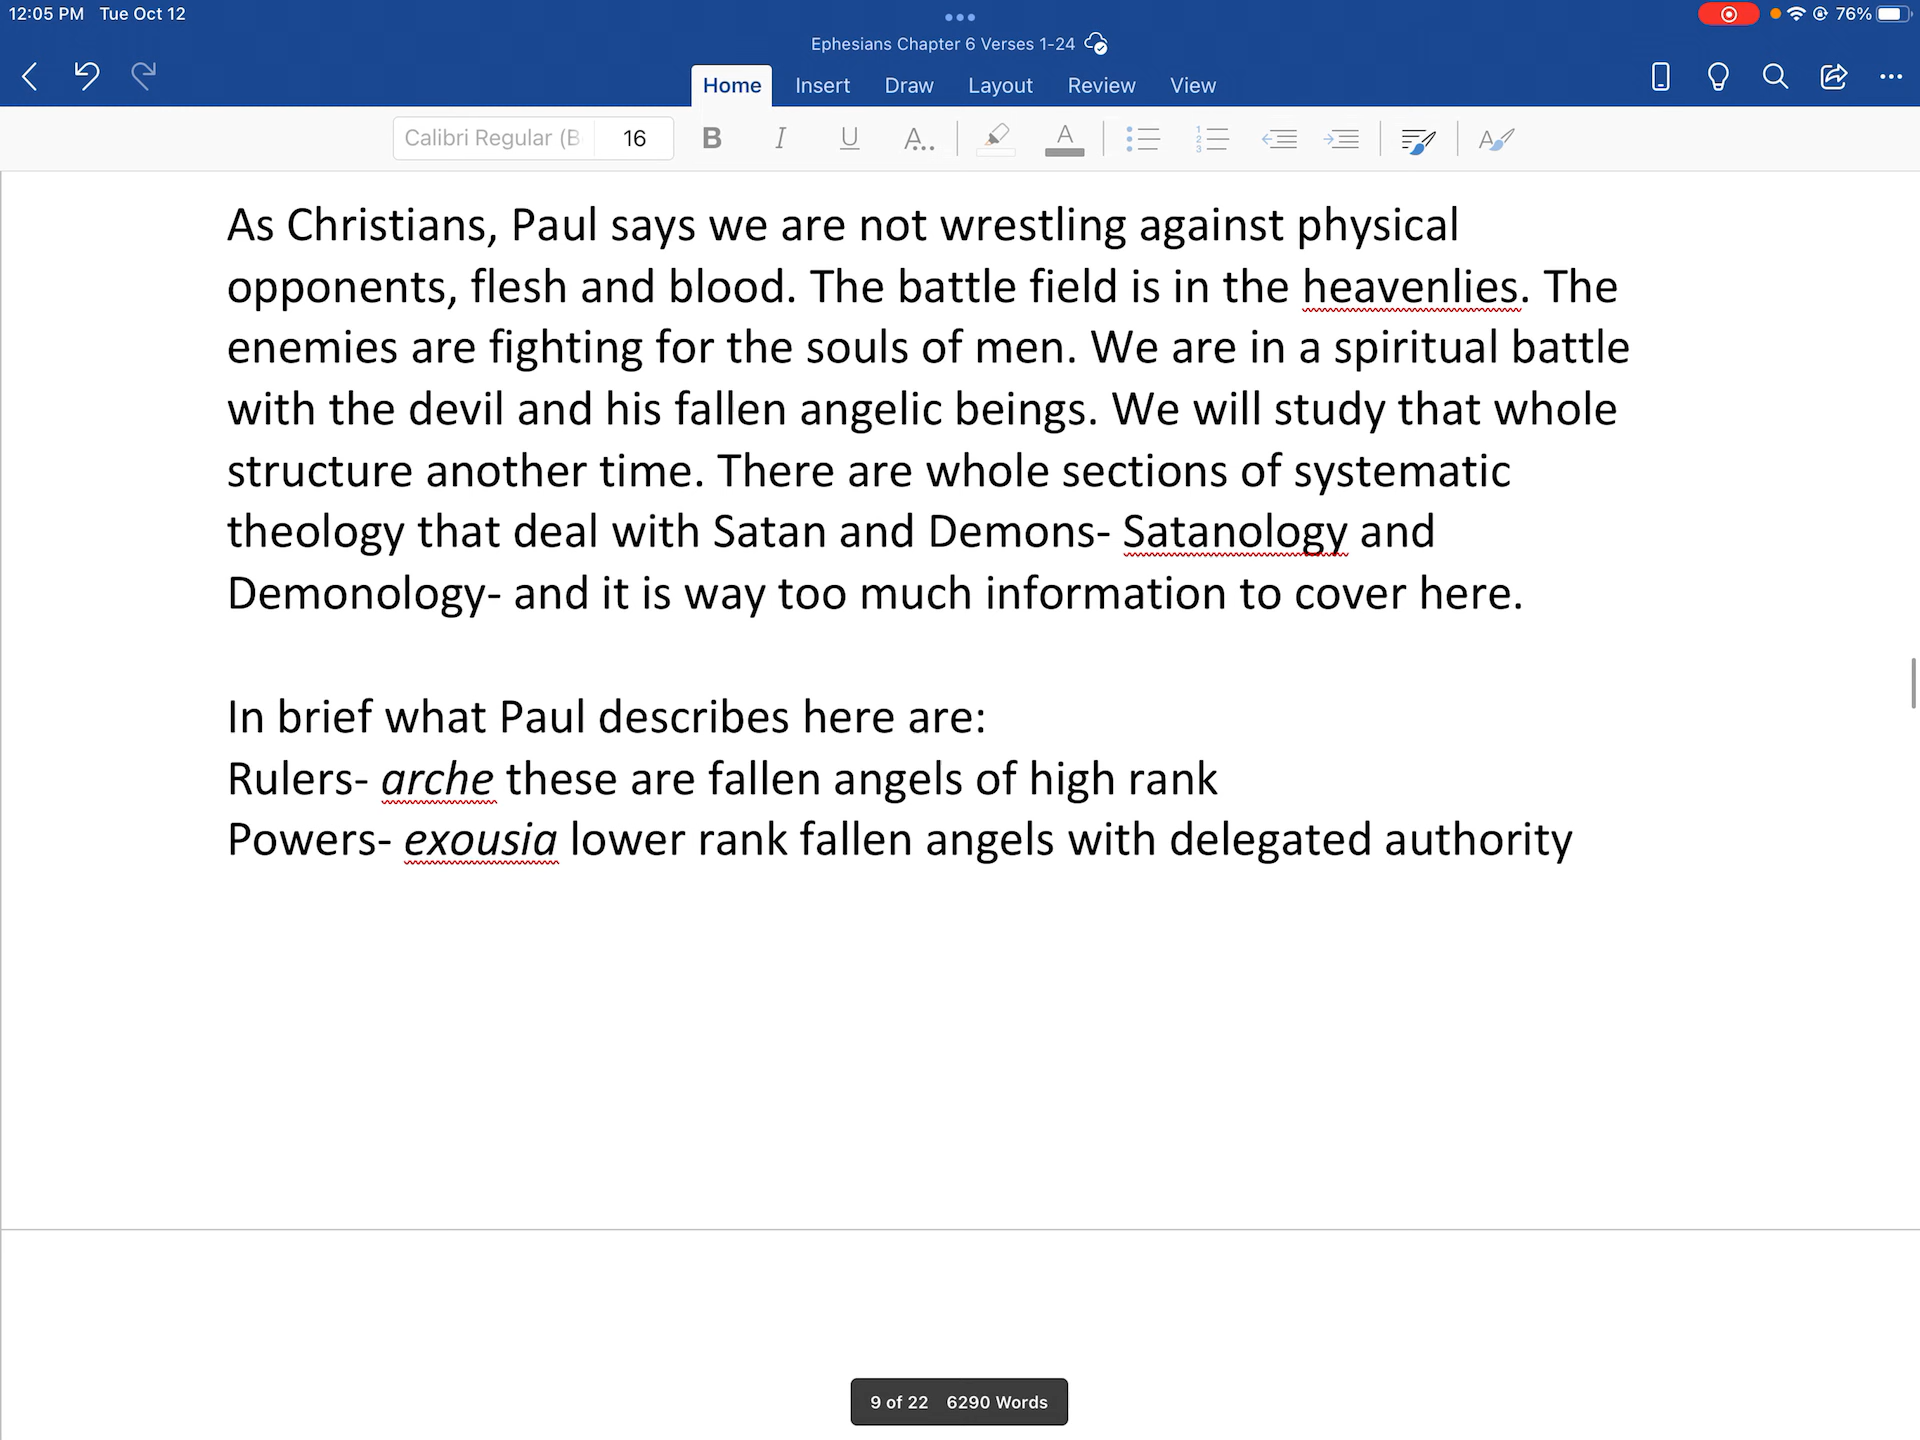 12:05 PM Tue Oct 12
76%
Ephesians Chapter 6 Verses 1-24
Home Insert Draw Layout Review View
Calibri Regular (B 16 B I U A.. A A
As Christians, Paul says we are not wrestling against physical
opponents, flesh and blood. The battle field is in the heavenlies. The
enemies are fighting for the souls of men. We are in a spiritual battle
with the devil and his fallen angelic beings. We will study that whole
structure another time. There are whole sections of systematic
theology that deal with Satan and Demons- Satanology and
Demonology- and it is way too much information to cover here.
In brief what Paul describes here are:
Rulers- arche these are fallen angels of high rank
Powers- exousia lower rank fallen angels with delegated authority
9 of 22 6290 Words